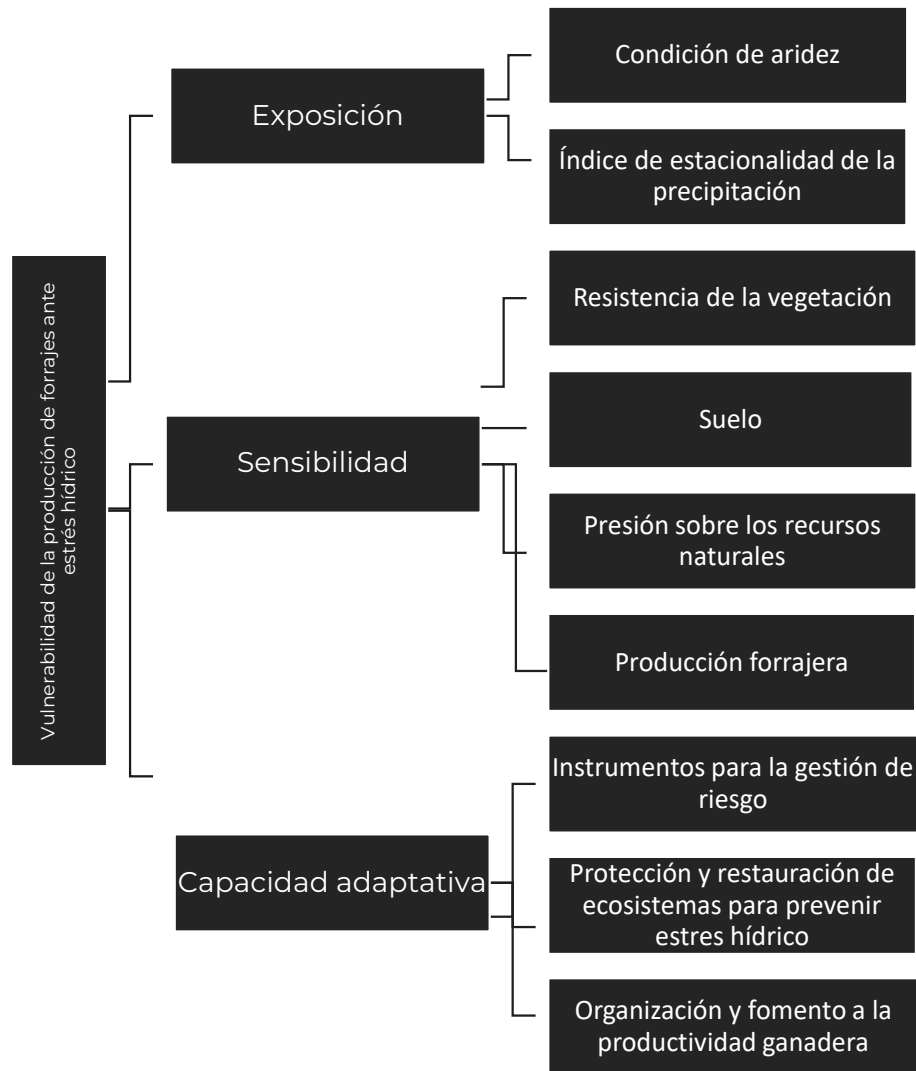 Vulnerabilidad de la producción de forrajes ante
estrés hídrico
Exposición
Condición de aridez
Índice de estacionalidad de la
precipitación
Sensibilidad
Resistencia de la vegetación
Suelo
Presión sobre los recursos
naturales
Producción forrajera
Capacidad adaptativa
Instrumentos para la gestión de
riesgo
Protección y restauración de
ecosistemas para prevenir
estres hídrico
Organización y fomento a la
productividad ganadera